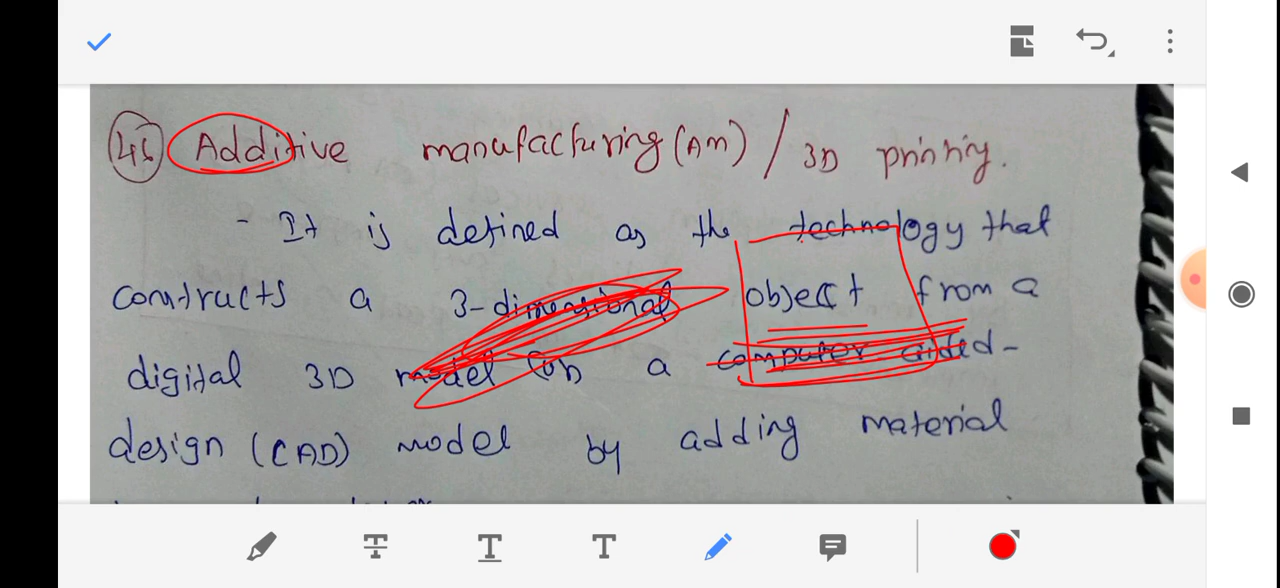 46 Additive manufacturing (AM) / 3D printing.
- It is defined as the technology that
contructs a 3-dimensional object from a
digital 3D model (or) a computer aided-
design (CAD) model by adding material